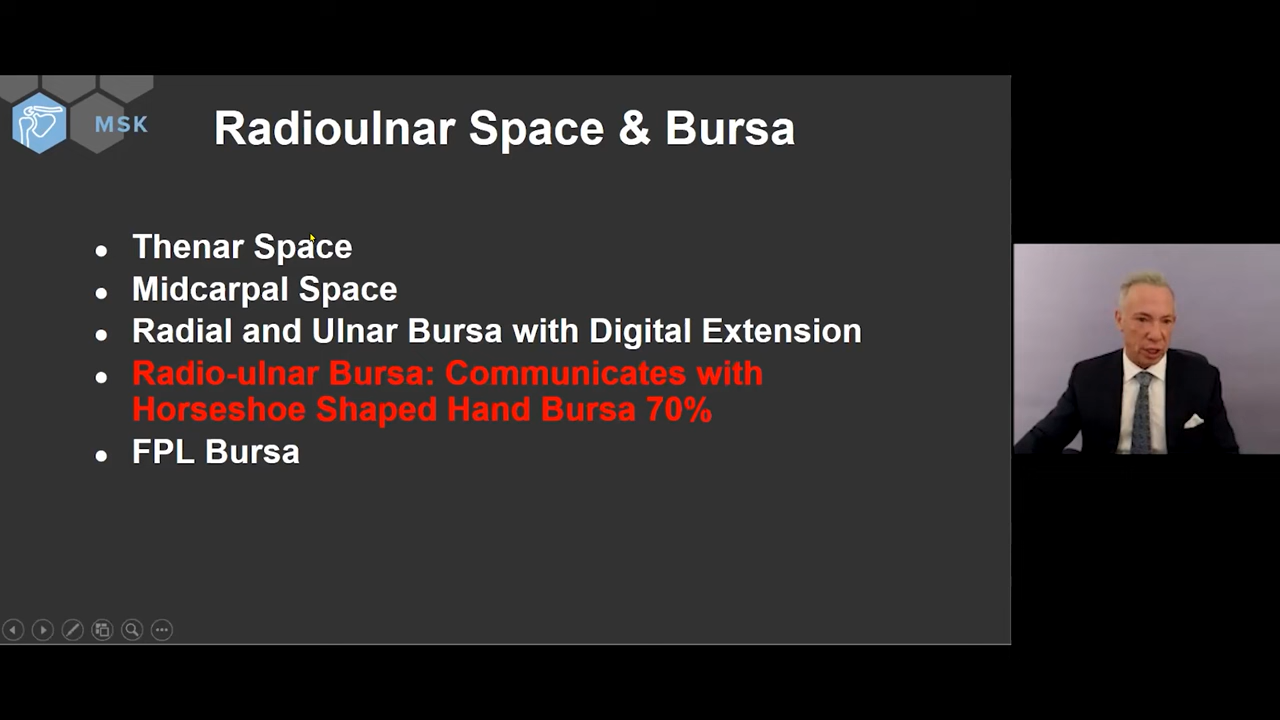 MSK
Radioulnar Space & Bursa
• Thenar Space
• Midcarpal Space
• Radial and Ulnar Bursa with Digital Extension
• Radio-ulnar Bursa: Communicates with
Horseshoe Shaped Hand Bursa 70%
• FPL Bursa